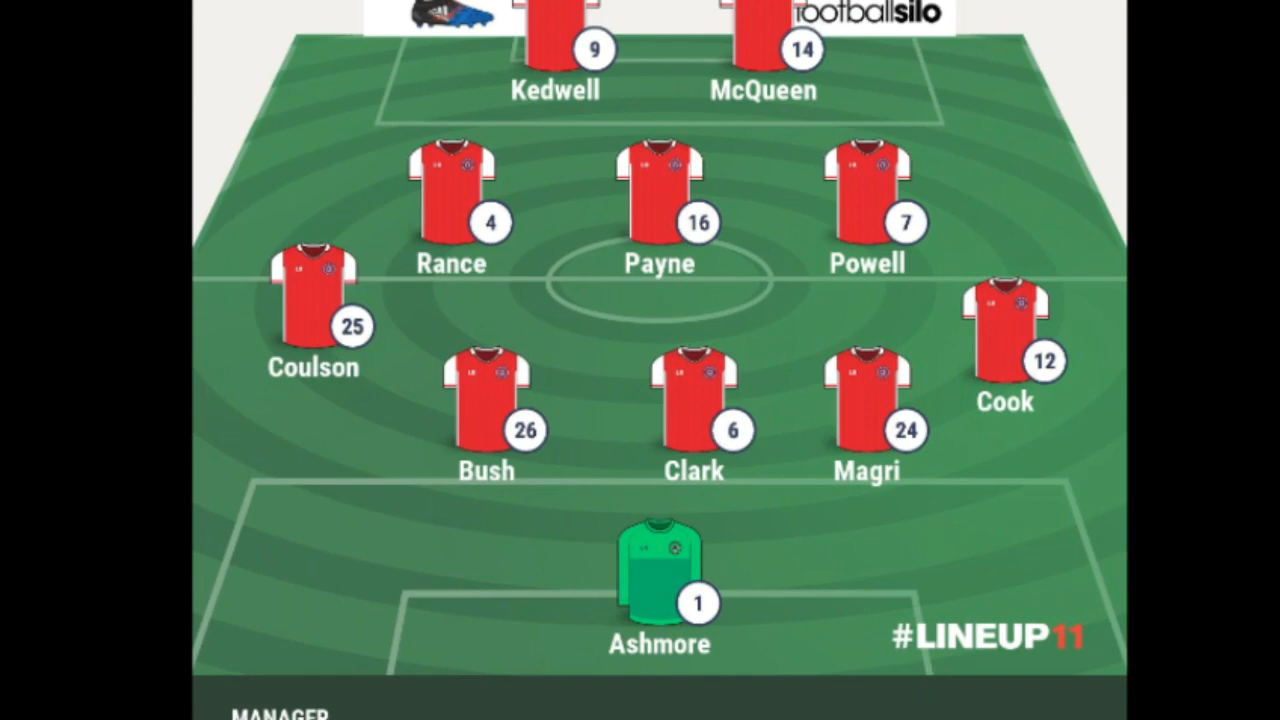 footballsilo
9 14
Kedwell McQueen
4 16 7
Rance Payne Powell
25
Coulson
12
Cook
26 6 24
Bush Clark Magri
1
Ashmore
#LINEUP11
MANAGER